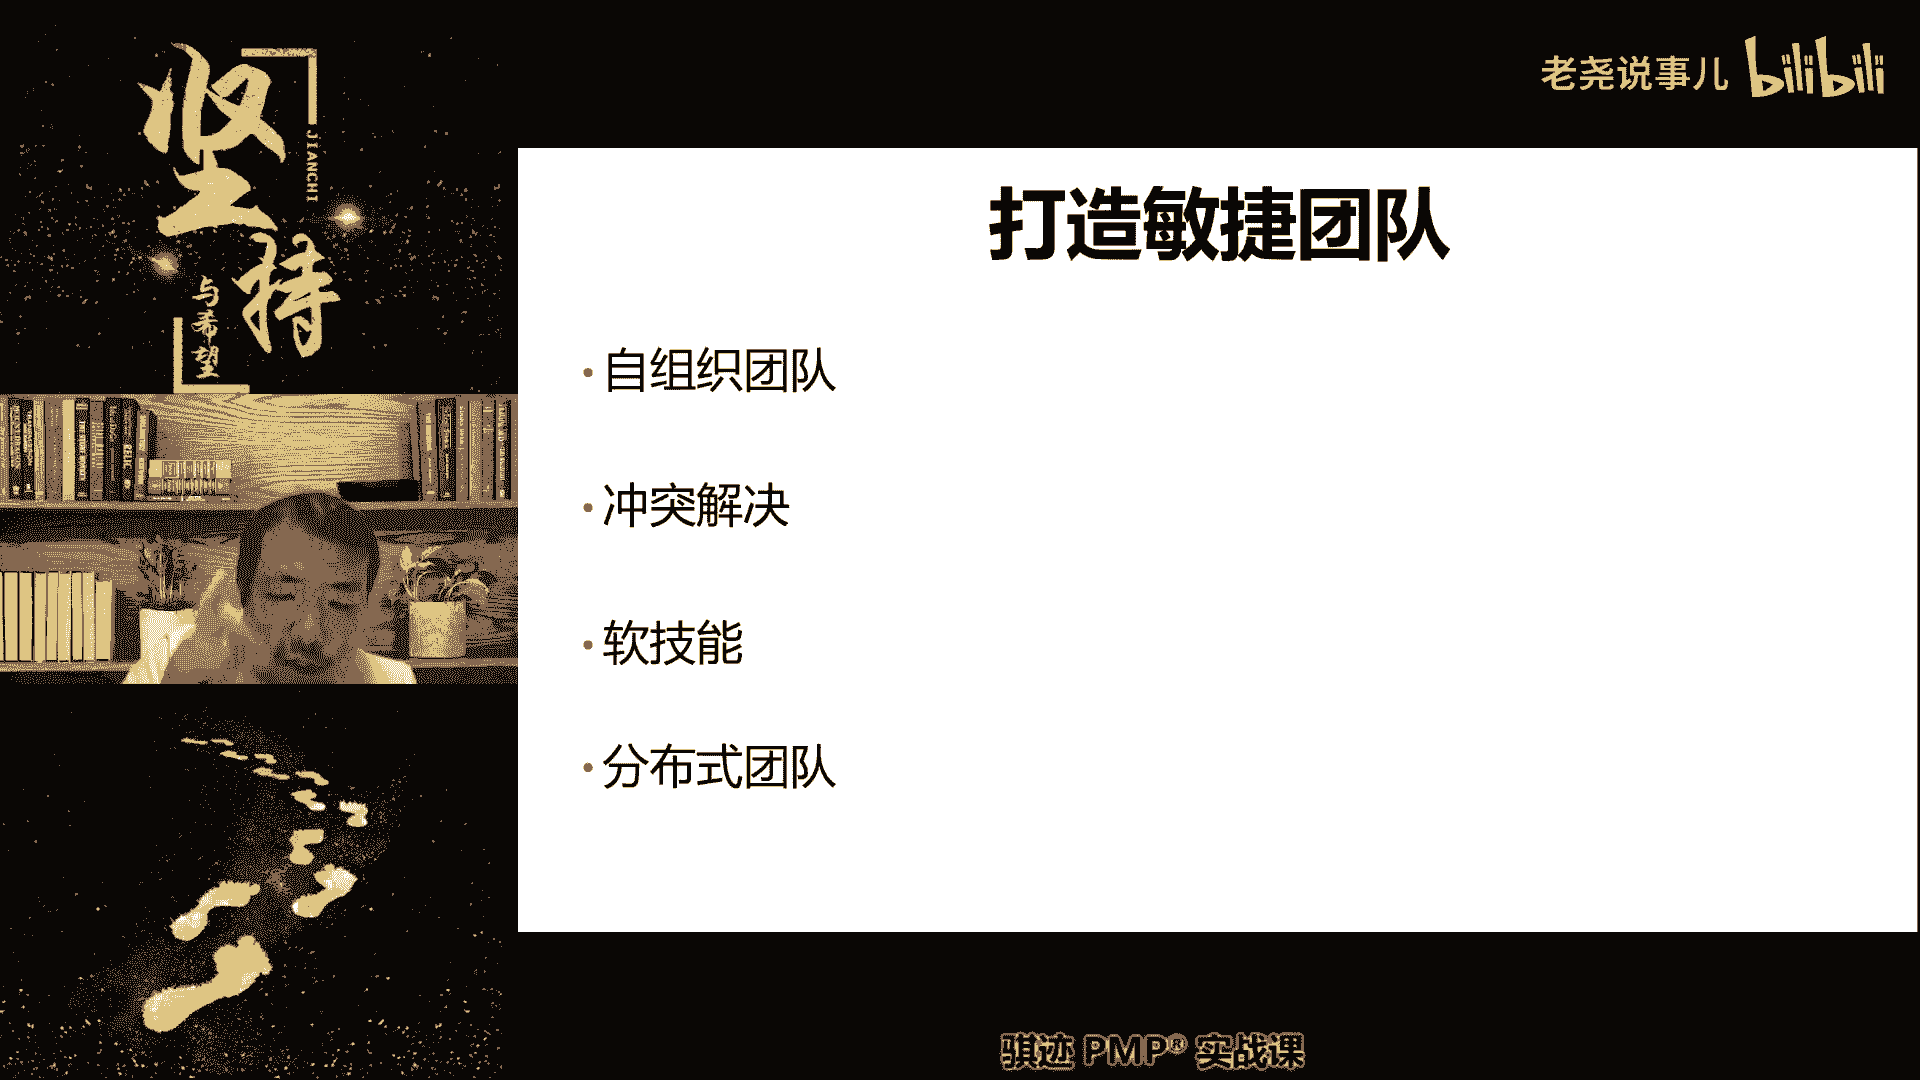 坚持
JIANCHI
与希望
老尧说事儿 bilibili
打造敏捷团队
•自组织团队
•冲突解决
•软技能
•分布式团队
骐迹 PMP® 实战课